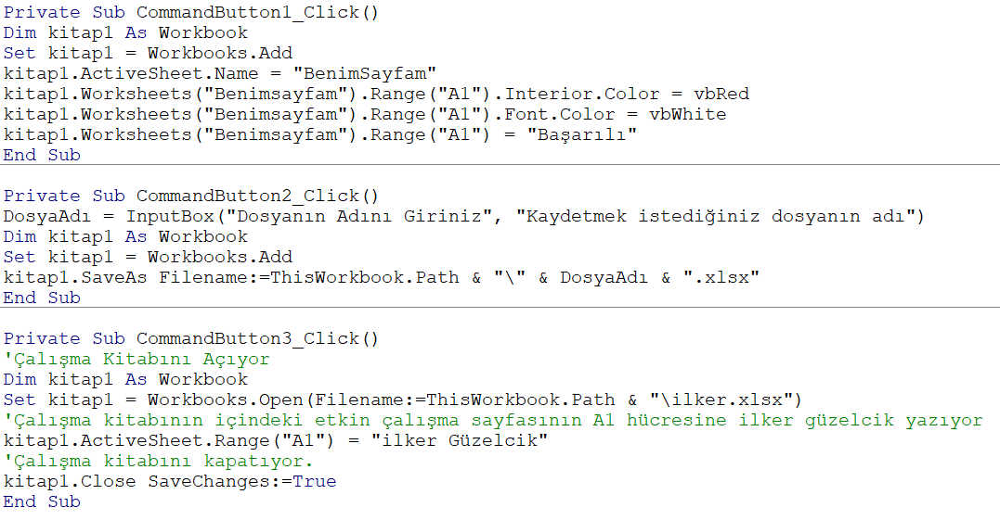 Private Sub CommandButton1_Click()
Dim kitap1 As Workbook
Set kitap1 = Workbooks.Add
kitap1.ActiveSheet.Name = "BenimSayfam"
kitap1.Worksheets("Benimsayfam").Range("A1").Interior.Color = vbRed
kitap1.Worksheets("Benimsayfam").Range("A1").Font.Color = vbWhite
kitap1.Worksheets("Benimsayfam").Range("A1") = "Başarılı"
End Sub
Private Sub CommandButton2_Click()
DosyaAdı = InputBox("Dosyanın Adını Giriniz", "Kaydetmek istediğiniz dosyanın adı")
Dim kitap1 As Workbook
Set kitap1 = Workbooks.Add
kitap1.SaveAs Filename:=ThisWorkbook.Path & "\" & DosyaAdı & ".xlsx"
End Sub
Private Sub CommandButton3_Click()
'Çalışma Kitabını Açıyor
Dim kitap1 As Workbook
Set kitap1 = Workbooks.Open(Filename:=ThisWorkbook.Path & "\ilker.xlsx")
'Çalışma kitabının içindeki etkin çalışma sayfasının A1 hücresine ilker güzelcik yazıyor
kitap1.ActiveSheet.Range("A1") = "ilker Güzelcik"
'Çalışma kitabını kapatıyor.
kitap1.Close SaveChanges:=True
End Sub